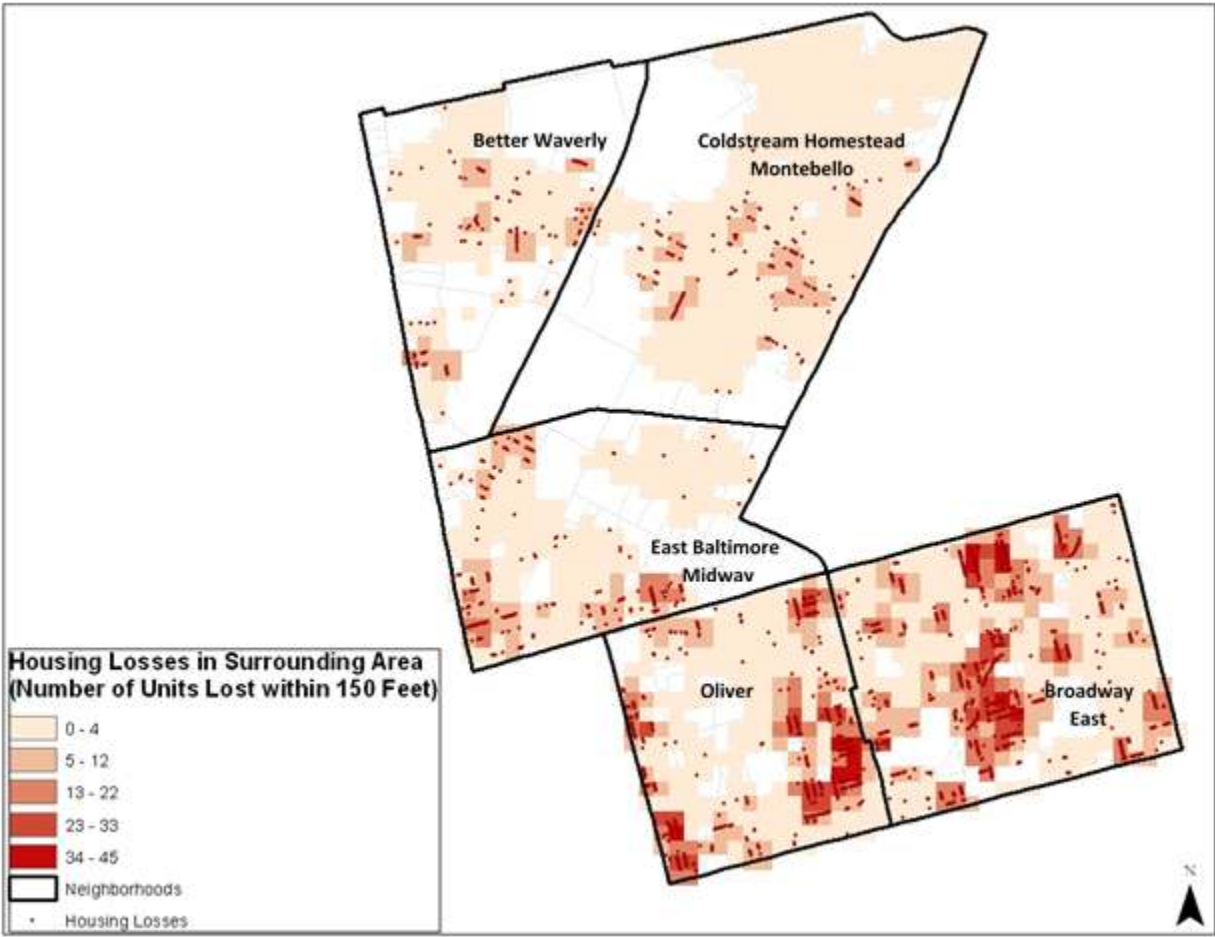 Better Waverly
Coldstream Homestead
Montebello
East Baltimore
Midwav
Oliver
Broadway
East
Housing Losses in Surrounding Area
(Number of Units Lost within 150 Feet)
0 - 4
5 - 12
13 - 22
23 - 33
34 - 45
Neighborhoods
Housing Losses
N